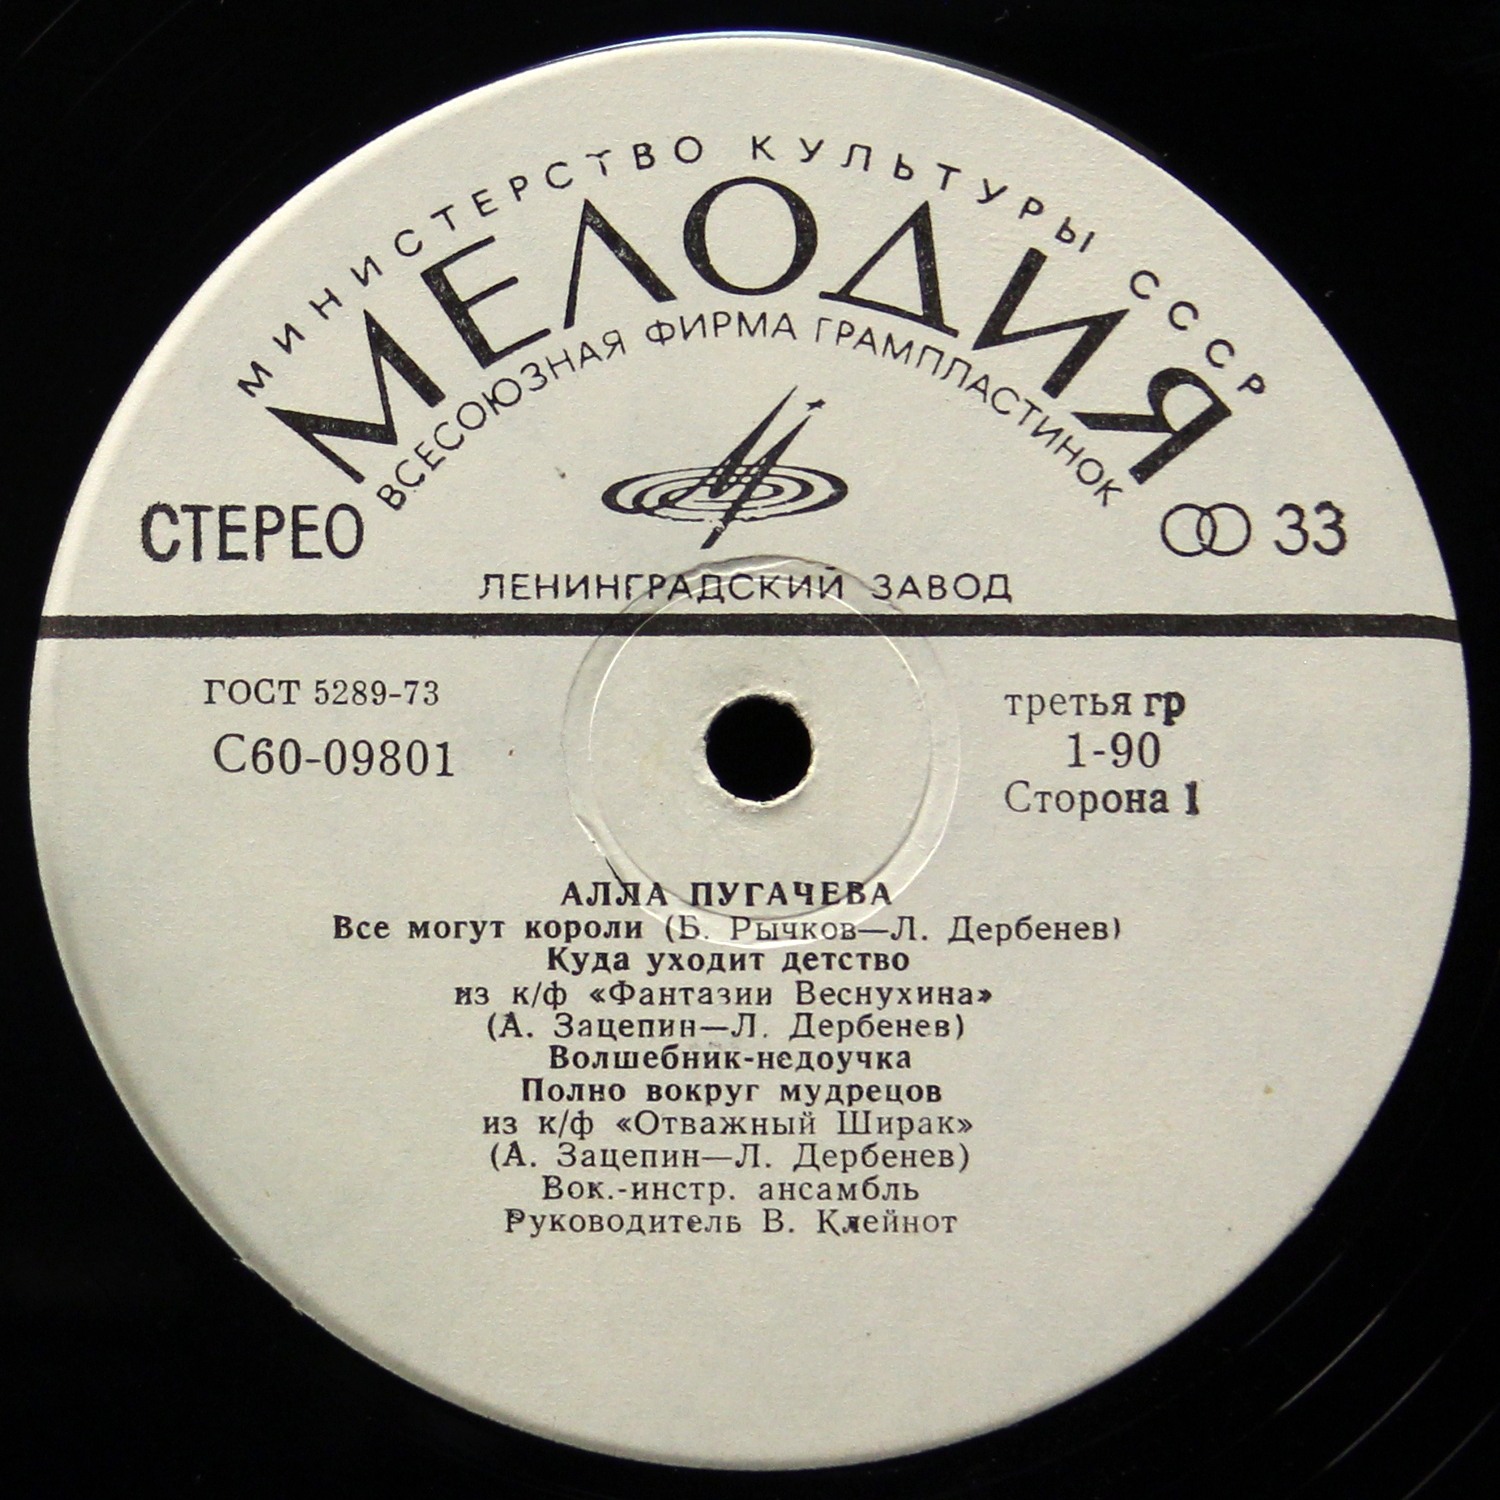 МИНИСТЕРСТВО КУЛЬТУРЫ СССР
МЕЛОДИЯ
ВСЕСОЮЗНАЯ ФИРМА ГРАМПЛАСТИНОК
СТЕРЕО
33
ЛЕНИНГРАДСКИЙ ЗАВОД
ГОСТ 5289-73
С60-09801
третья гр
1-90
Сторона 1
АЛЛА ПУГАЧЕВА
Все могут короли (Б. Рычков—Л. Дербенев)
Куда уходит детство
из к/ф «Фантазии Веснухина»
(А. Зацепин—Л. Дербенев)
Волшебник-недоучка
Полно вокруг мудрецов
из к/ф «Отважный Ширак»
(А. Зацепин—Л. Дербенев)
Вок.-инстр. ансамбль
Руководитель В. Клейнот